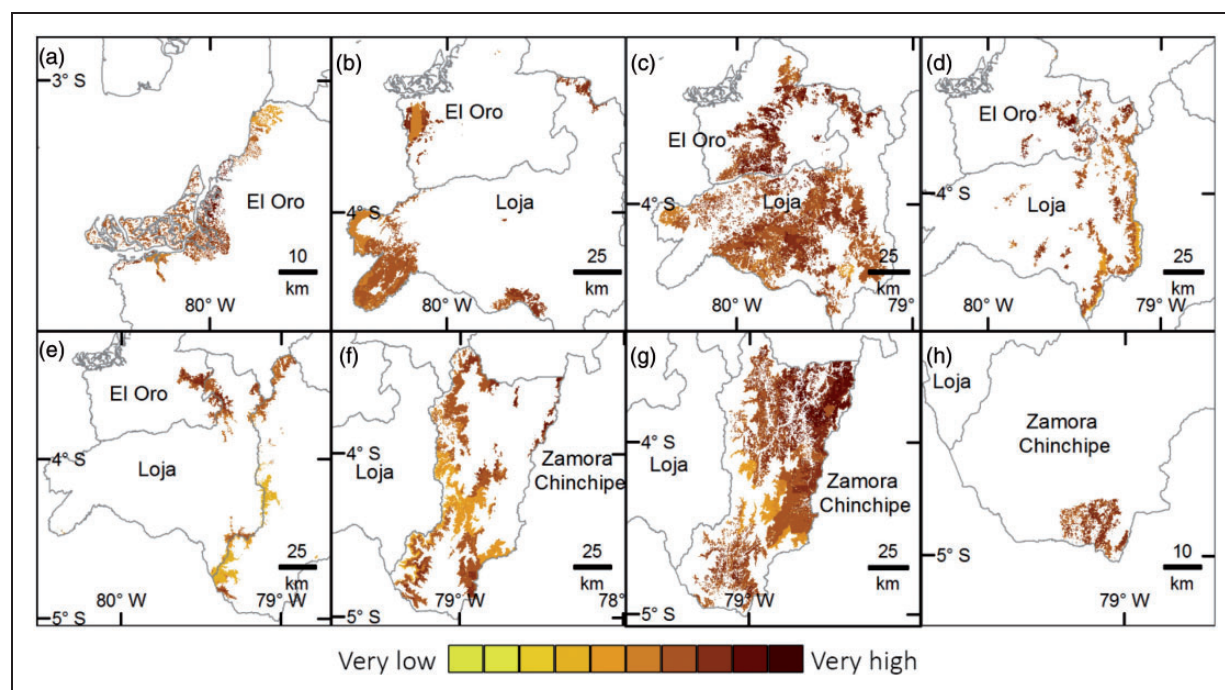 (a)
3° S
El Oro
10
km
80° W
(b)
El Oro
4° S
Loja
25
km
80° W
(c)
El Oro
4° S
Loja
25
km
80° W
79°
(d)
El Oro
4° S
Loja
25
km
80° W
79° W
(e)
El Oro
4° S
Loja
25
km
80° W
79° W
5° S
(f)
4° S
Loja
Zamora
Chinchipe
25
km
79° W
78°
5° S
(g)
4° S
Loja
Zamora
Chinchipe
25
km
79° W
5° S
(h)
Loja
Zamora
Chinchipe
5° S
10
km
79° W
Very low
Very high